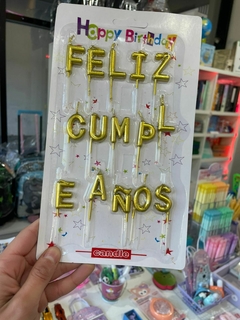 Happy Birthday
FELIZ
CUMPL
E AÑOS
candle